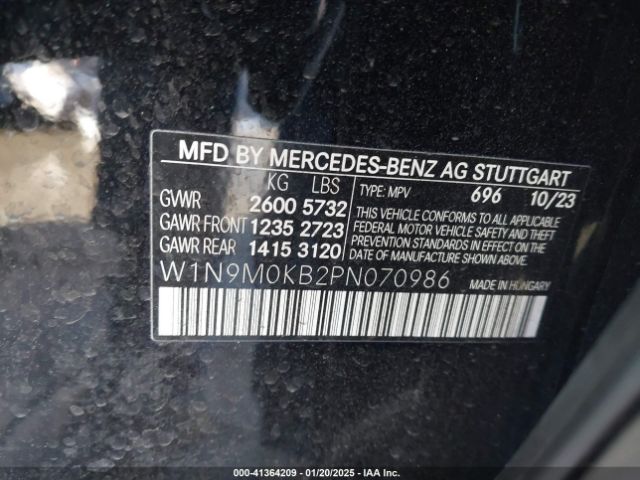 MFD BY MERCEDES-BENZ AG STUTTGART
KG LBS
GVWR 2600 5732
GAWR FRONT 1235 2723
GAWR REAR 1415 3120
TYPE: MPV 696 10/23
THIS VEHICLE CONFORMS TO ALL APPLICABLE
FEDERAL MOTOR VEHICLE SAFETY AND
THEFT PREVENTION STANDARDS IN EFFECT ON THE
DATE OF MANUFACTURE SHOWN ABOVE.
W1N9M0KB2PN070986
MADE IN HUNGARY
000-41364209 - 01/20/2025 - IAA Inc.